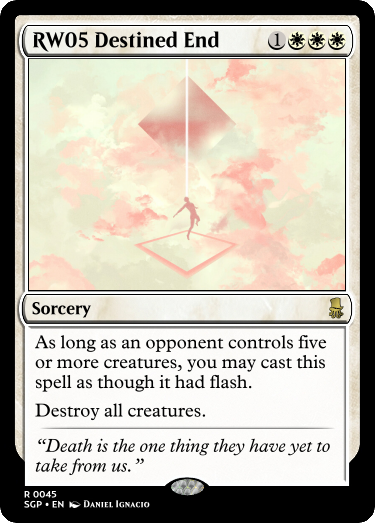 RW05 Destined End 1
Sorcery
As long as an opponent controls five
or more creatures, you may cast this
spell as though it had flash.
Destroy all creatures.
“Death is the one thing they have yet to
take from us.”
R 0045
SGP • EN Daniel Ignacio